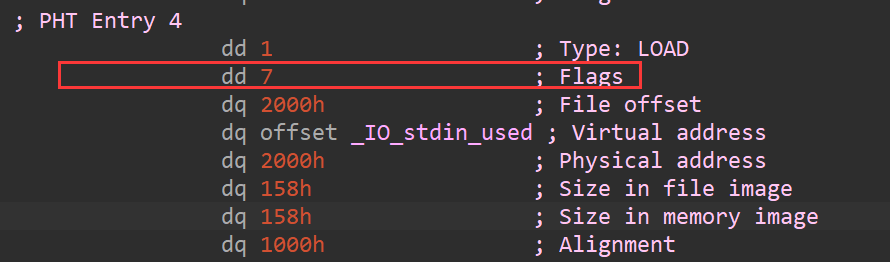 ; PHT Entry 4
dd 1 ; Type: LOAD
dd 7 ; Flags
dq 2000h ; File offset
dq offset _IO_stdin_used ; Virtual address
dq 2000h ; Physical address
dq 158h ; Size in file image
dq 158h ; Size in memory image
dq 1000h ; Alignment